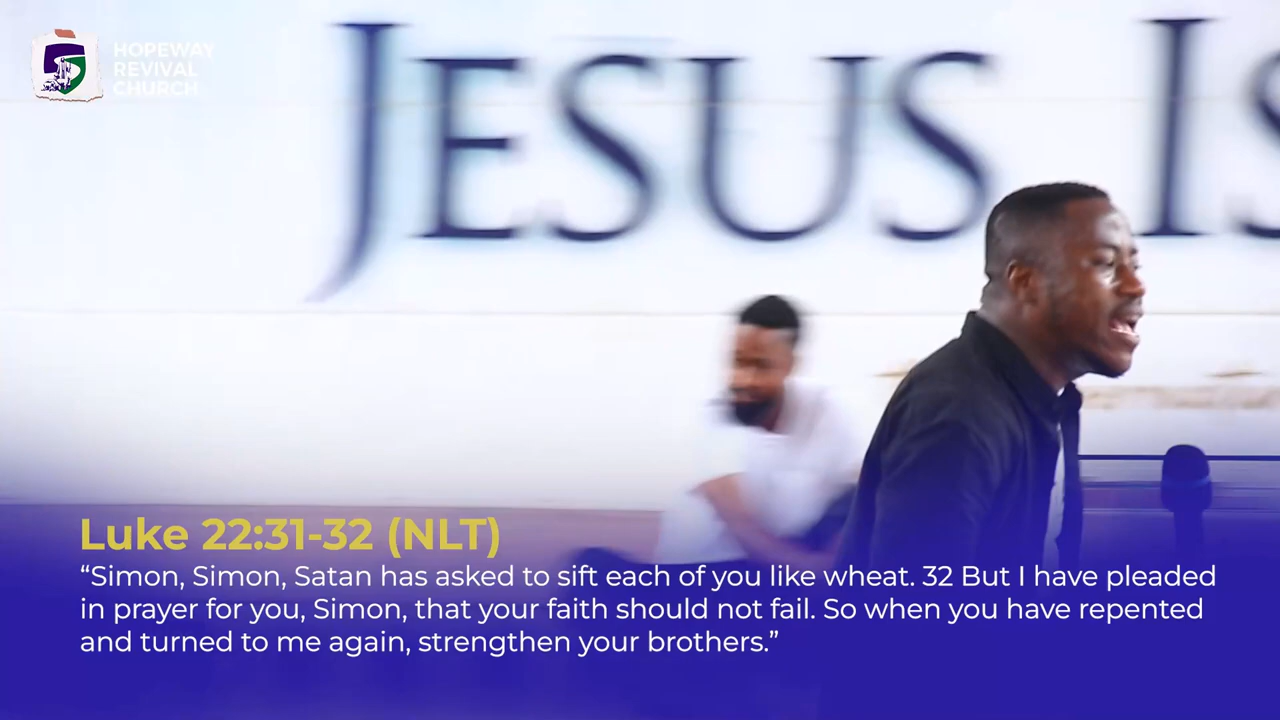 HOPEWAY
REVIVAL
CHURCH
JESUS IS
Luke 22:31-32 (NLT)
“Simon, Simon, Satan has asked to sift each of you like wheat. 32 But I have pleaded
in prayer for you, Simon, that your faith should not fail. So when you have repented
and turned to me again, strengthen your brothers.”